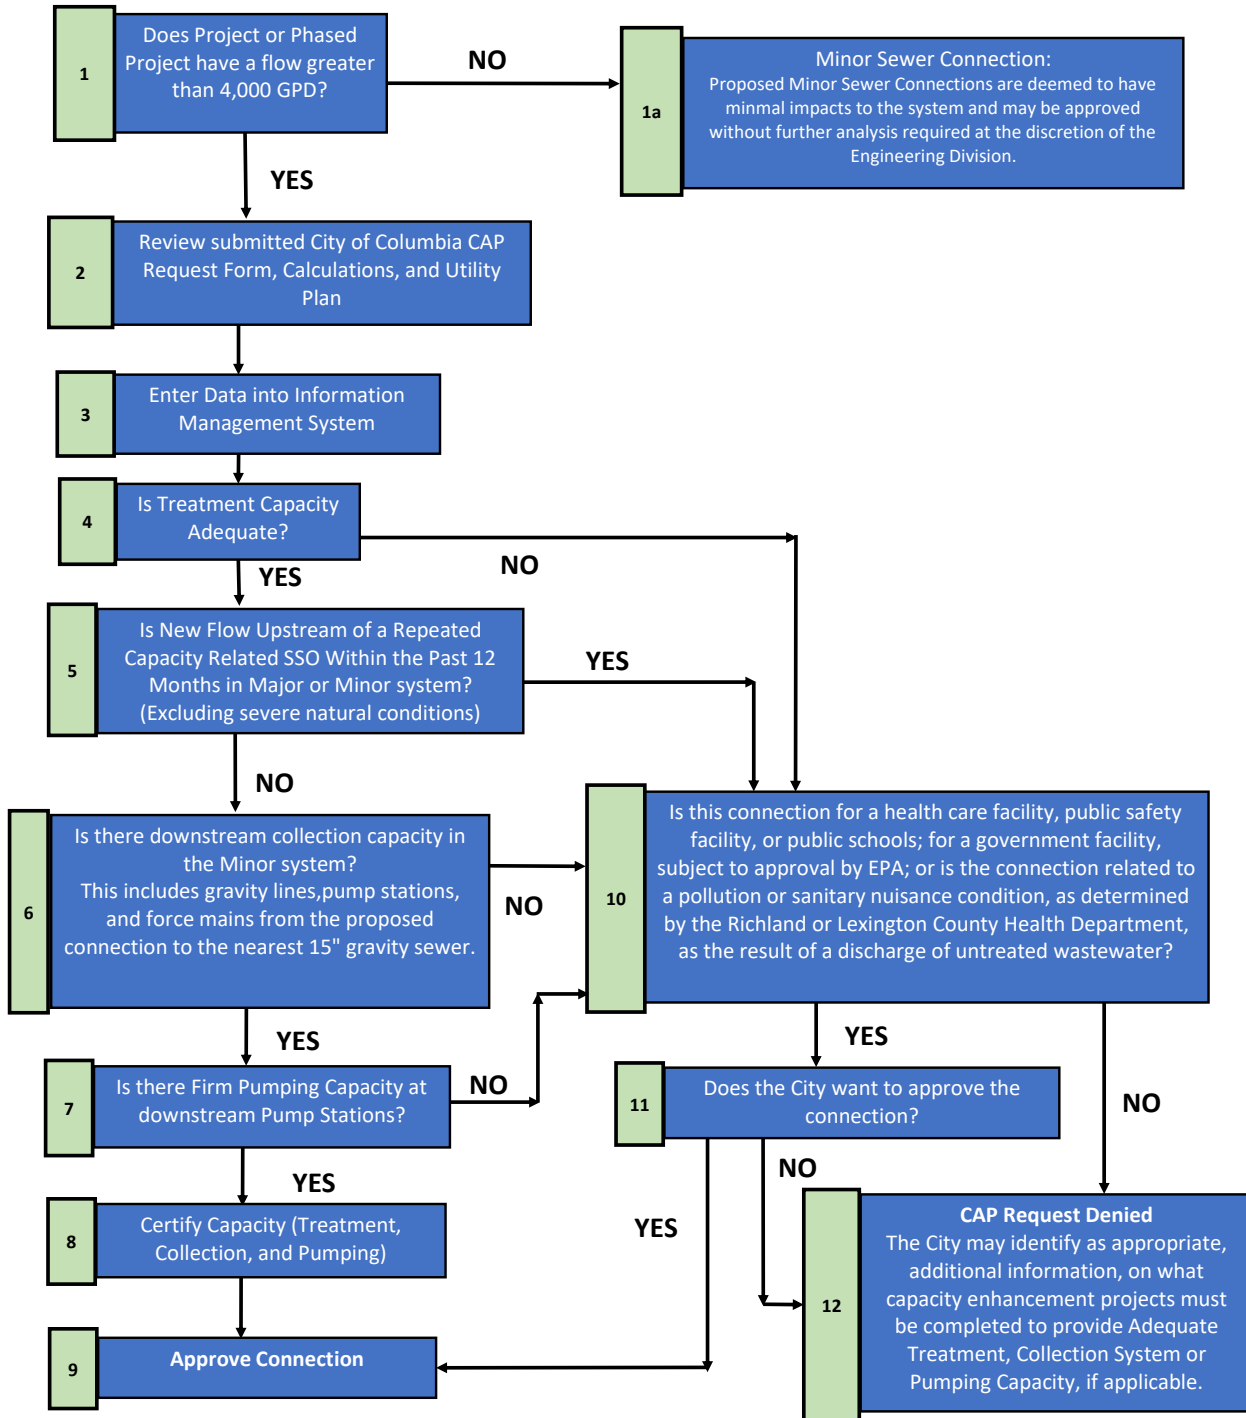 1
Does Project or Phased
Project have a flow greater
than 4,000 GPD?
NO
1a
Minor Sewer Connection:
Proposed Minor Sewer Connections are deemed to have
minmal impacts to the system and may be approved
without further analysis required at the discretion of the
Engineering Division.
YES
2
Review submitted City of Columbia CAP
Request Form, Calculations, and Utility
Plan
3
Enter Data into Information
Management System
4
Is Treatment Capacity
Adequate?
NO
YES
5
Is New Flow Upstream of a Repeated
Capacity Related SSO Within the Past 12
Months in Major or Minor system?
(Excluding severe natural conditions)
YES
NO
6
Is there downstream collection capacity in
the Minor system?
This includes gravity lines,pump stations,
and force mains from the proposed
connection to the nearest 15" gravity sewer.
NO
10
Is this connection for a health care facility, public safety
facility, or public schools; for a government facility,
subject to approval by EPA; or is the connection related to
a pollution or sanitary nuisance condition, as determined
by the Richland or Lexington County Health Department,
as the result of a discharge of untreated wastewater?
YES
YES
7
Is there Firm Pumping Capacity at
downstream Pump Stations?
NO
11
Does the City want to approve the
connection?
NO
YES
NO
YES
8
Certify Capacity (Treatment,
Collection, and Pumping)
12
CAP Request Denied
The City may identify as appropriate,
additional information, on what
capacity enhancement projects must
be completed to provide Adequate
Treatment, Collection System or
Pumping Capacity, if applicable.
9
Approve Connection